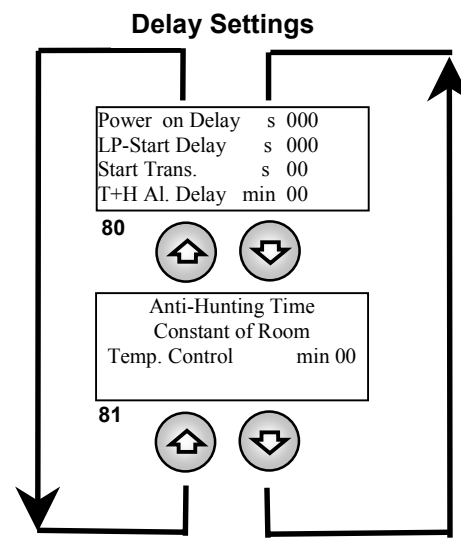 Delay Settings
Power on Delay s 000
LP-Start Delay s 000
Start Trans. s 00
T+H Al. Delay min 00
80
Anti-Hunting Time
Constant of Room
Temp. Control min 00
81